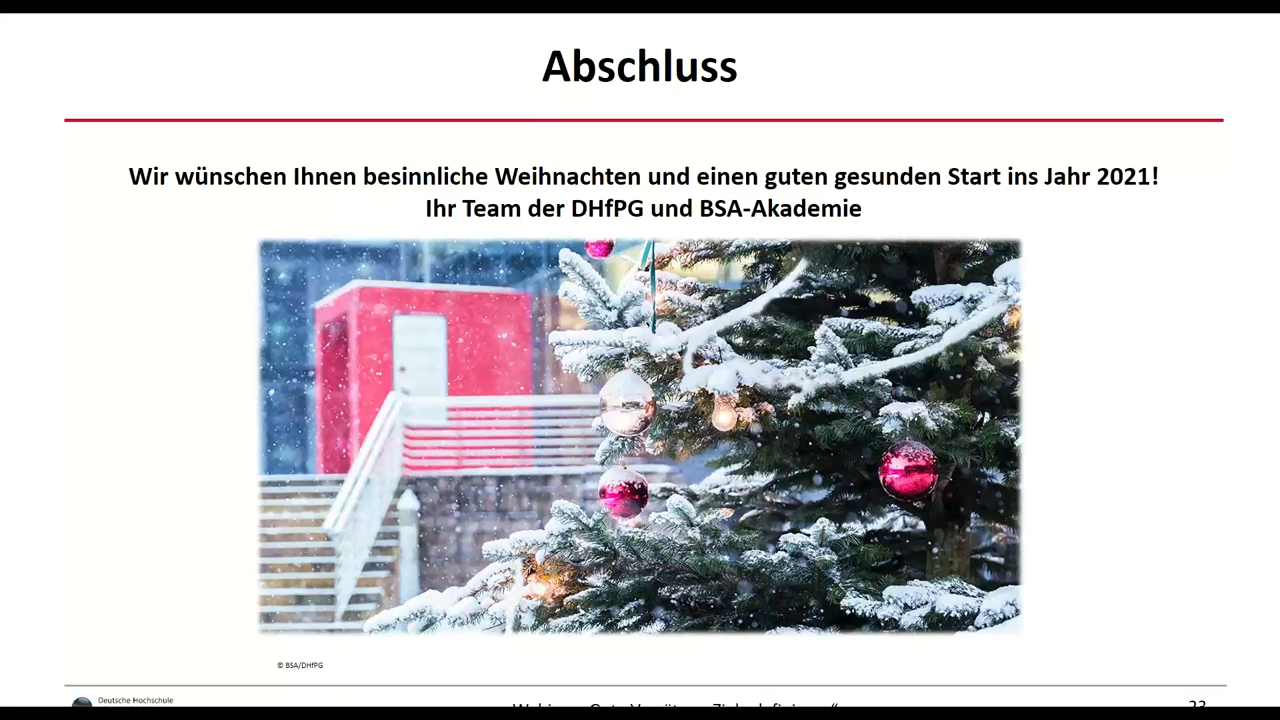 Abschluss
Wir wünschen Ihnen besinnliche Weihnachten und einen guten gesunden Start ins Jahr 2021!
Ihr Team der DHfPG und BSA-Akademie
© BSA/DHfPG
Deutsche Hochschule
23